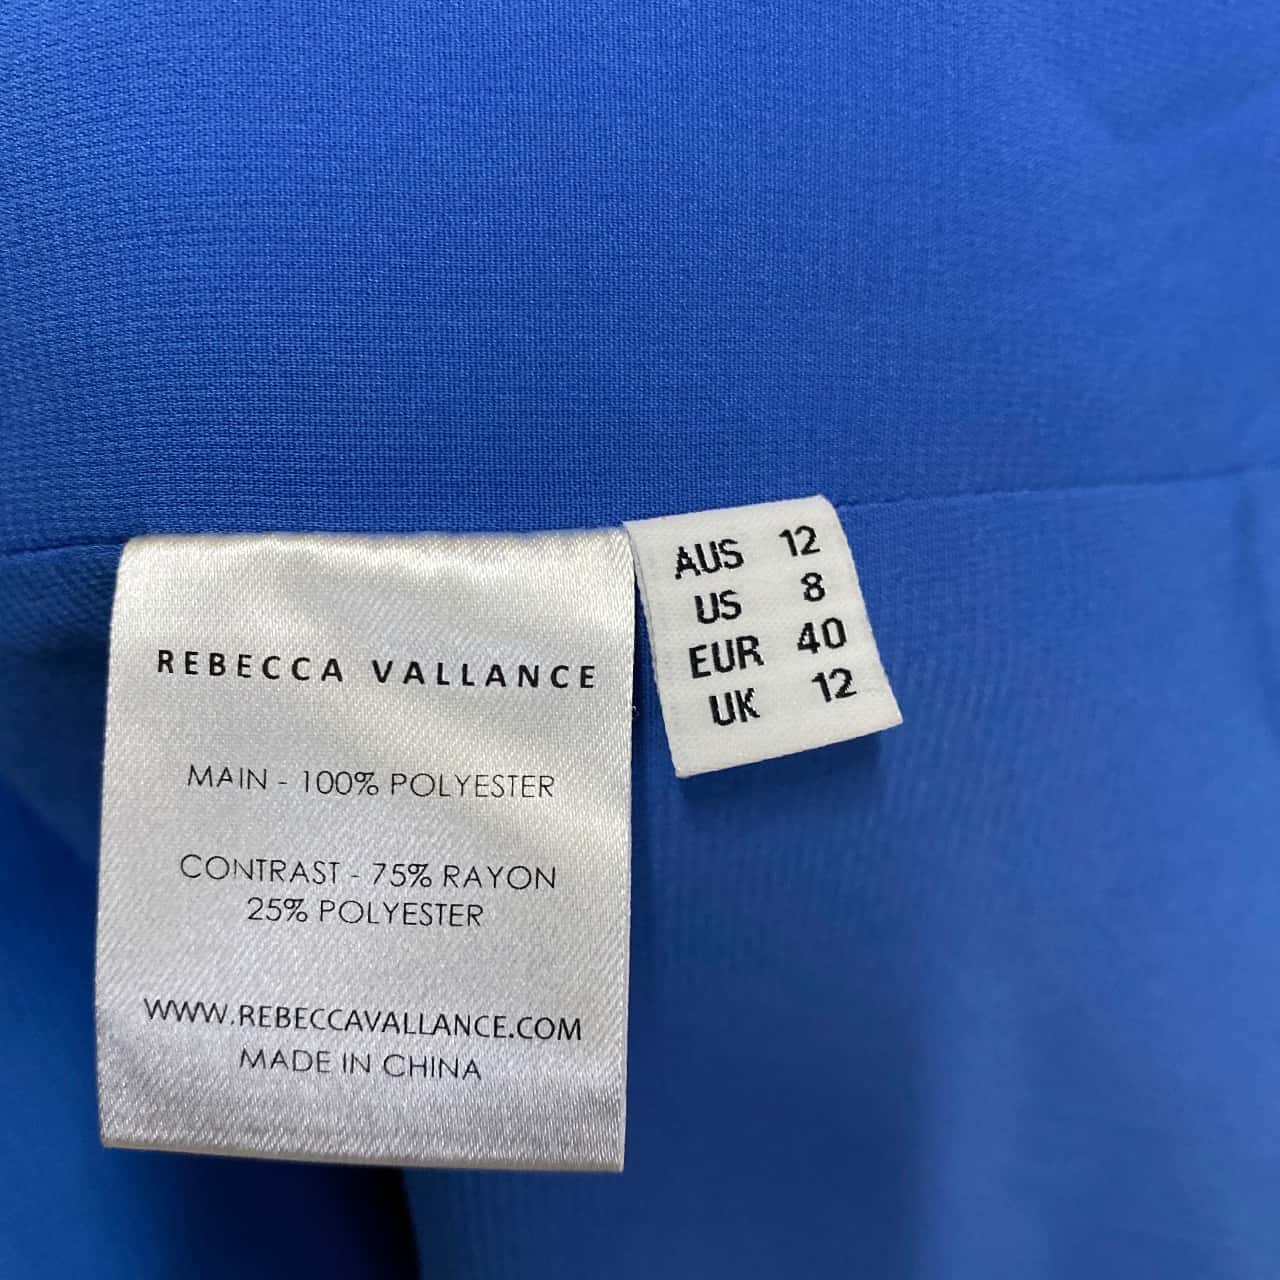 REBECCA VALLANCE
MAIN - 100% POLYESTER
CONTRAST - 75% RAYON
25% POLYESTER
WWW.REBECCAVALLANCE.COM
MADE IN CHINA
AUS 12
US 8
EUR 40
UK 12